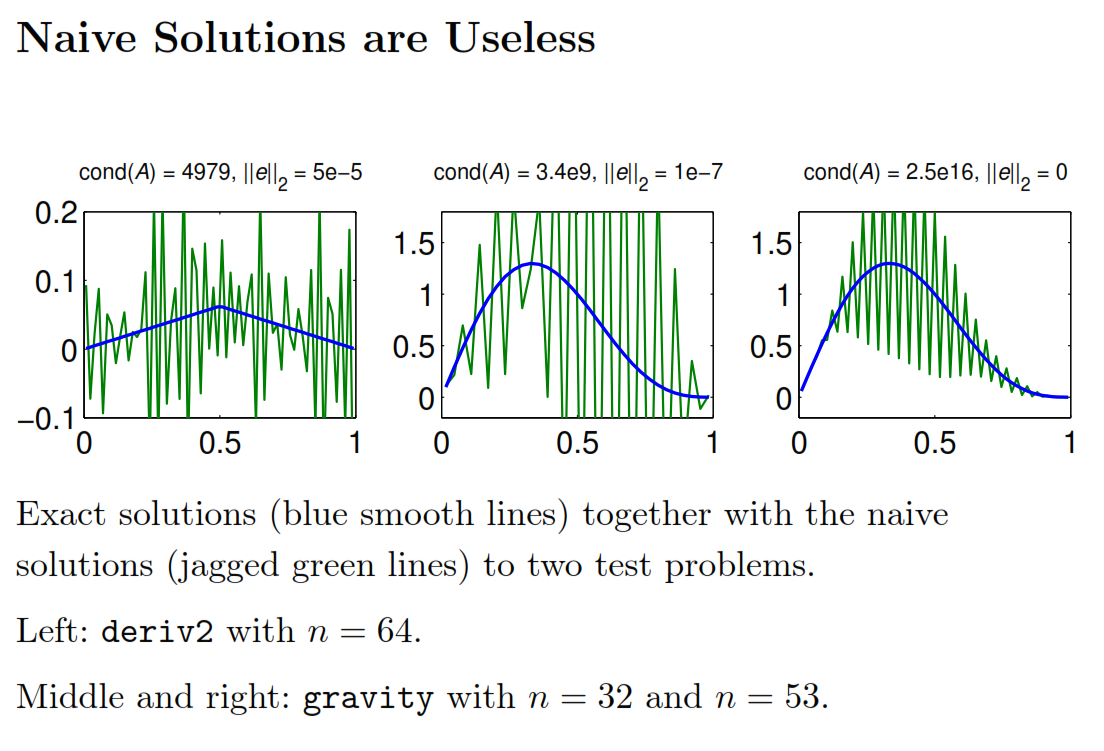 Naive Solutions are Useless
cond(A) = 4979, ||e||₂ = 5e−5
cond(A) = 3.4e9, ||e||₂ = 1e−7
cond(A) = 2.5e16, ||e||₂ = 0
0.2
0.1
0
−0.1
0 0.5 1
1.5
1
0.5
0
0 0.5 1
1.5
1
0.5
0
0 0.5 1
Exact solutions (blue smooth lines) together with the naive
solutions (jagged green lines) to two test problems.
Left: deriv2 with n = 64.
Middle and right: gravity with n = 32 and n = 53.